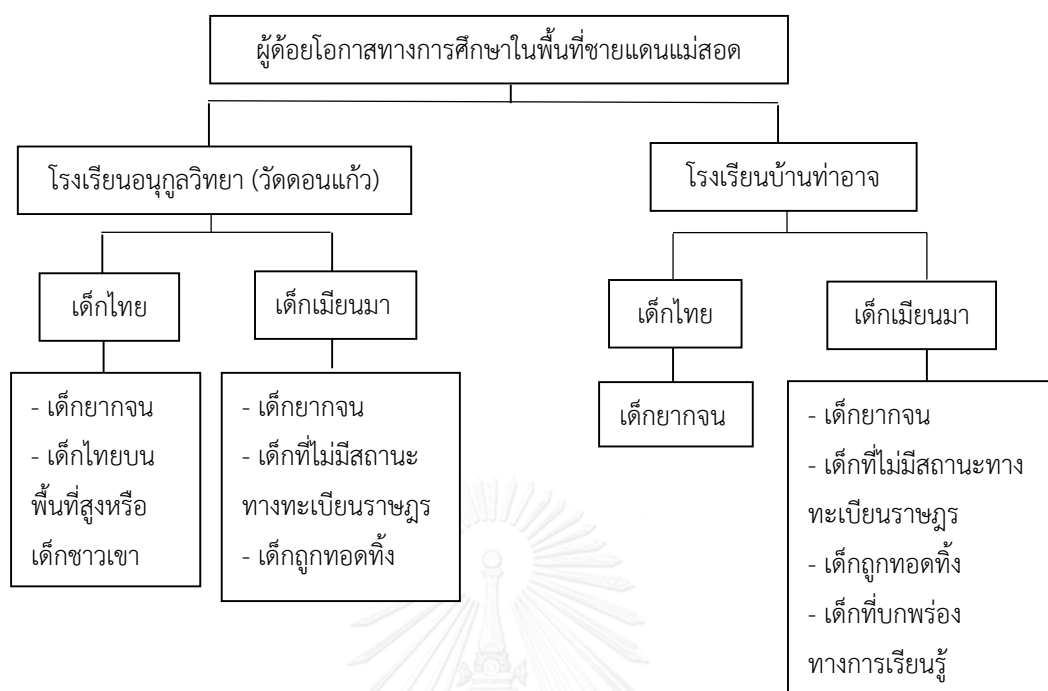 ผู้ด้อยโอกาสทางการศึกษาในพื้นที่ชายแดนแม่สอด
โรงเรียนอนุกูลวิทยา (วัดดอนแก้ว)
โรงเรียนบ้านท่าอาจ
เด็กไทย
เด็กเมียนมา
เด็กไทย
เด็กเมียนมา
- เด็กยากจน
- เด็กไทยบน
พื้นที่สูงหรือ
เด็กชาวเขา
- เด็กยากจน
- เด็กที่ไม่มีสถานะ
ทางทะเบียนราษฎร
- เด็กถูกทอดทิ้ง
เด็กยากจน
- เด็กยากจน
- เด็กที่ไม่มีสถานะทาง
ทะเบียนราษฎร
- เด็กถูกทอดทิ้ง
- เด็กที่บกพร่อง
ทางการเรียนรู้